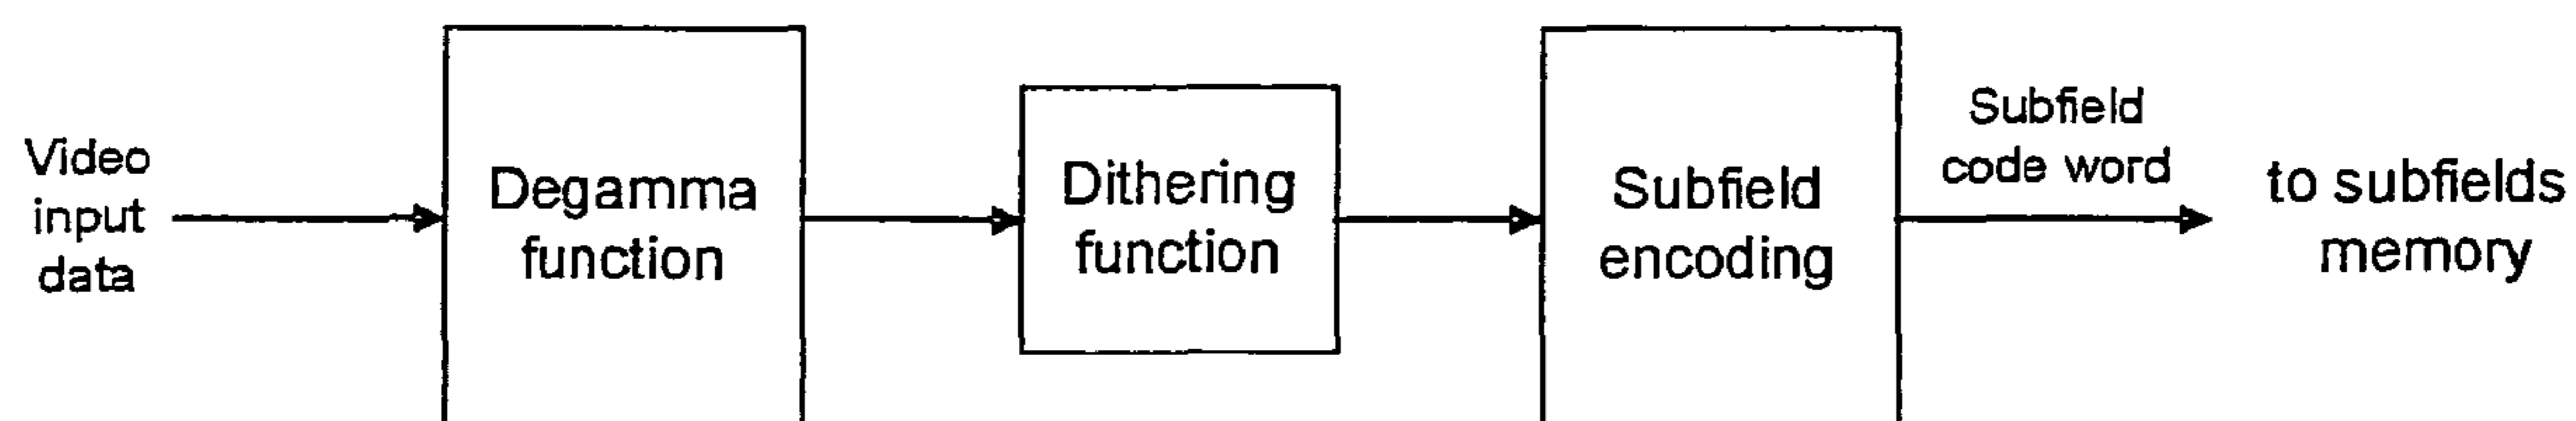 Video
input
data
Degamma
function
Dithering
function
Subfield
encoding
Subfield
code word
to subfields
memory